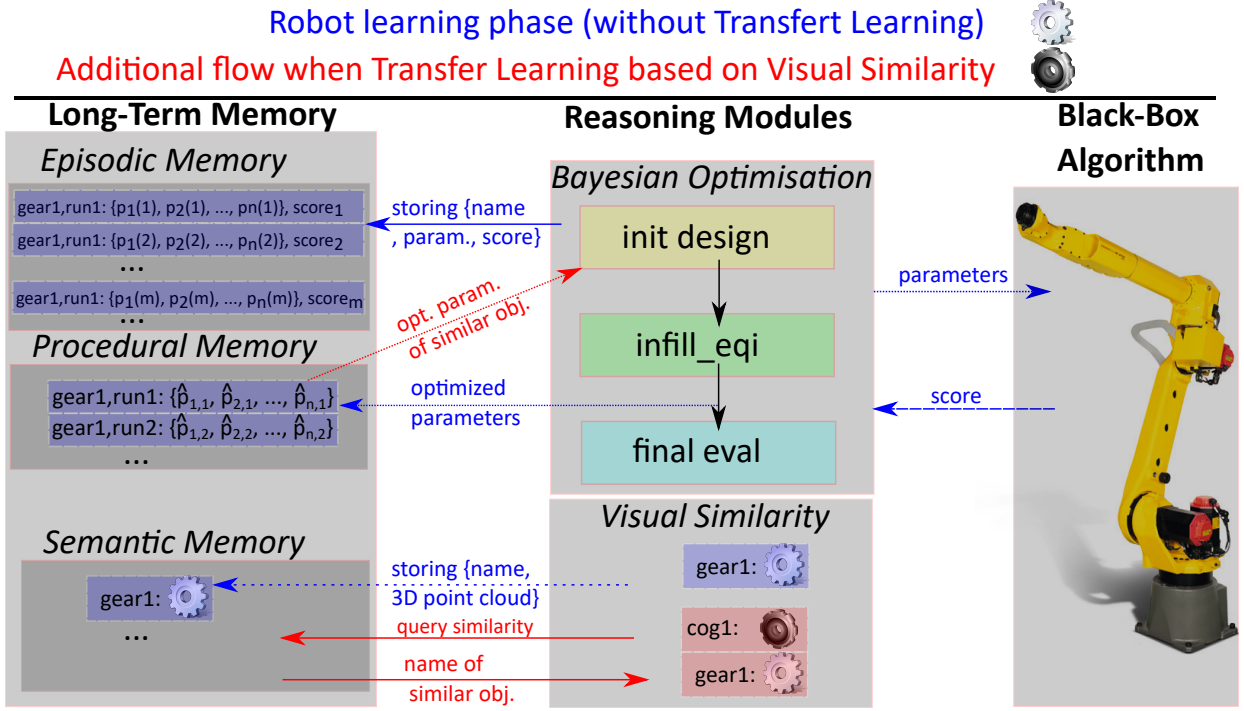 Robot learning phase (without Transfert Learning)
Additional flow when Transfer Learning based on Visual Similarity
Long-Term Memory
Episodic Memory
gear1,run1: {p₁(1), p₂(1), ..., pn(1)}, score₁
gear1,run1: {p₁(2), p₂(2), ..., pₙ(2)}, score₂
...
gear1,run1: {p₁(m), p₂(m), ..., pₙ(m)}, scoreₘ
...
Procedural Memory
gear1,run1: {p̂₁,₁, p̂₂,₁, ..., p̂ₙ,₁}
gear1,run2: {p̂₁,₂, p̂₂,₂, ..., p̂ₙ,₂}
...
Semantic Memory
gear1:
...
storing {name
, param., score}
opt. param.
of similar obj.
optimized
parameters
storing {name,
3D point cloud}
query similarity
name of
similar obj.
Reasoning Modules
Bayesian Optimisation
init design
infill_eqi
final eval
Visual Similarity
gear1:
cog1:
gear1:
parameters
score
Black-Box
Algorithm